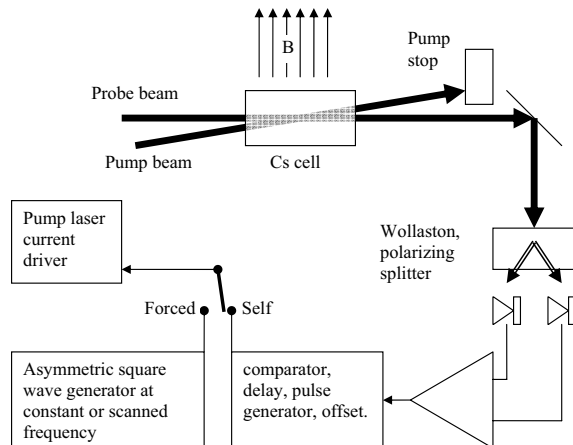 B
Pump
stop
Probe beam
Pump beam
Cs cell
Pump laser
current
driver
Wollaston,
polarizing
splitter
Forced
Self
Asymmetric square
wave generator at
constant or scanned
frequency
comparator,
delay, pulse
generator, offset.